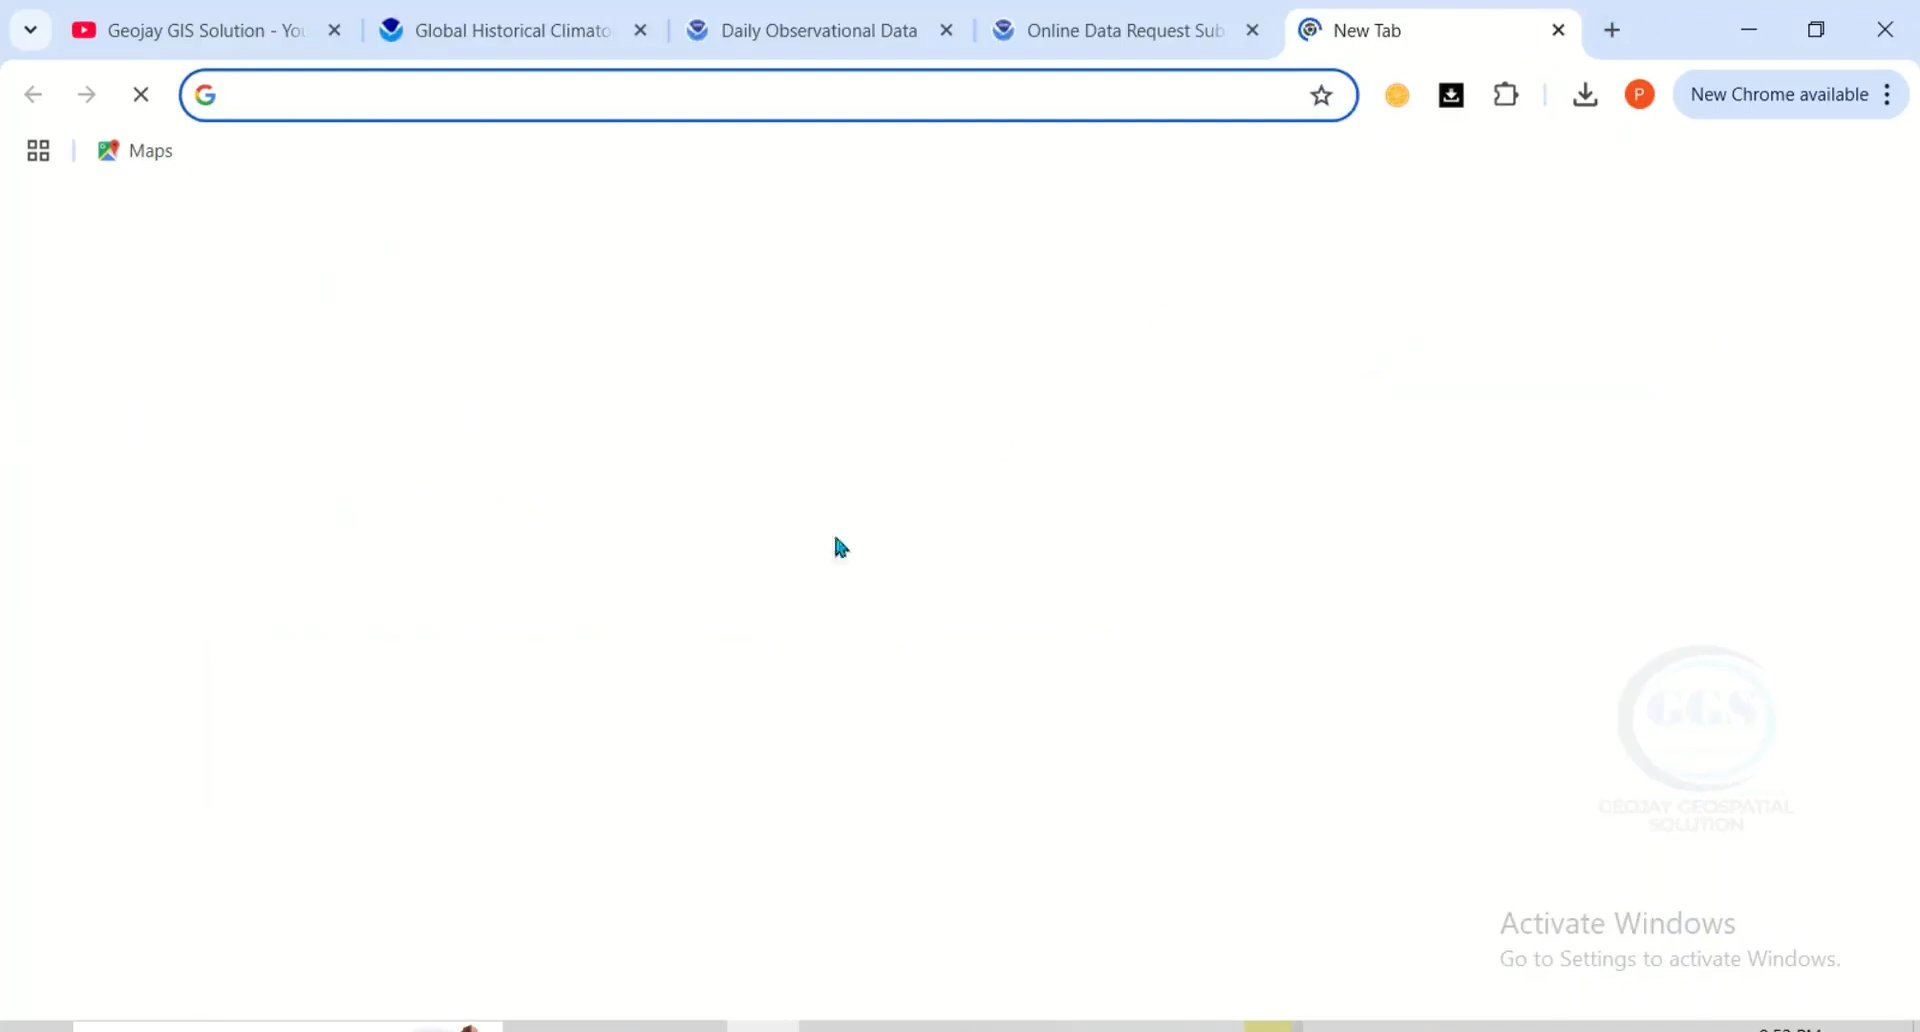 Geojay GIS Solution - You
Global Historical Climato
Daily Observational Data
Online Data Request Sub
New Tab
P
New Chrome available
Maps
GGS
GEOJAY GEOSPATIAL
SOLUTION
Activate Windows
Go to Settings to activate Windows.